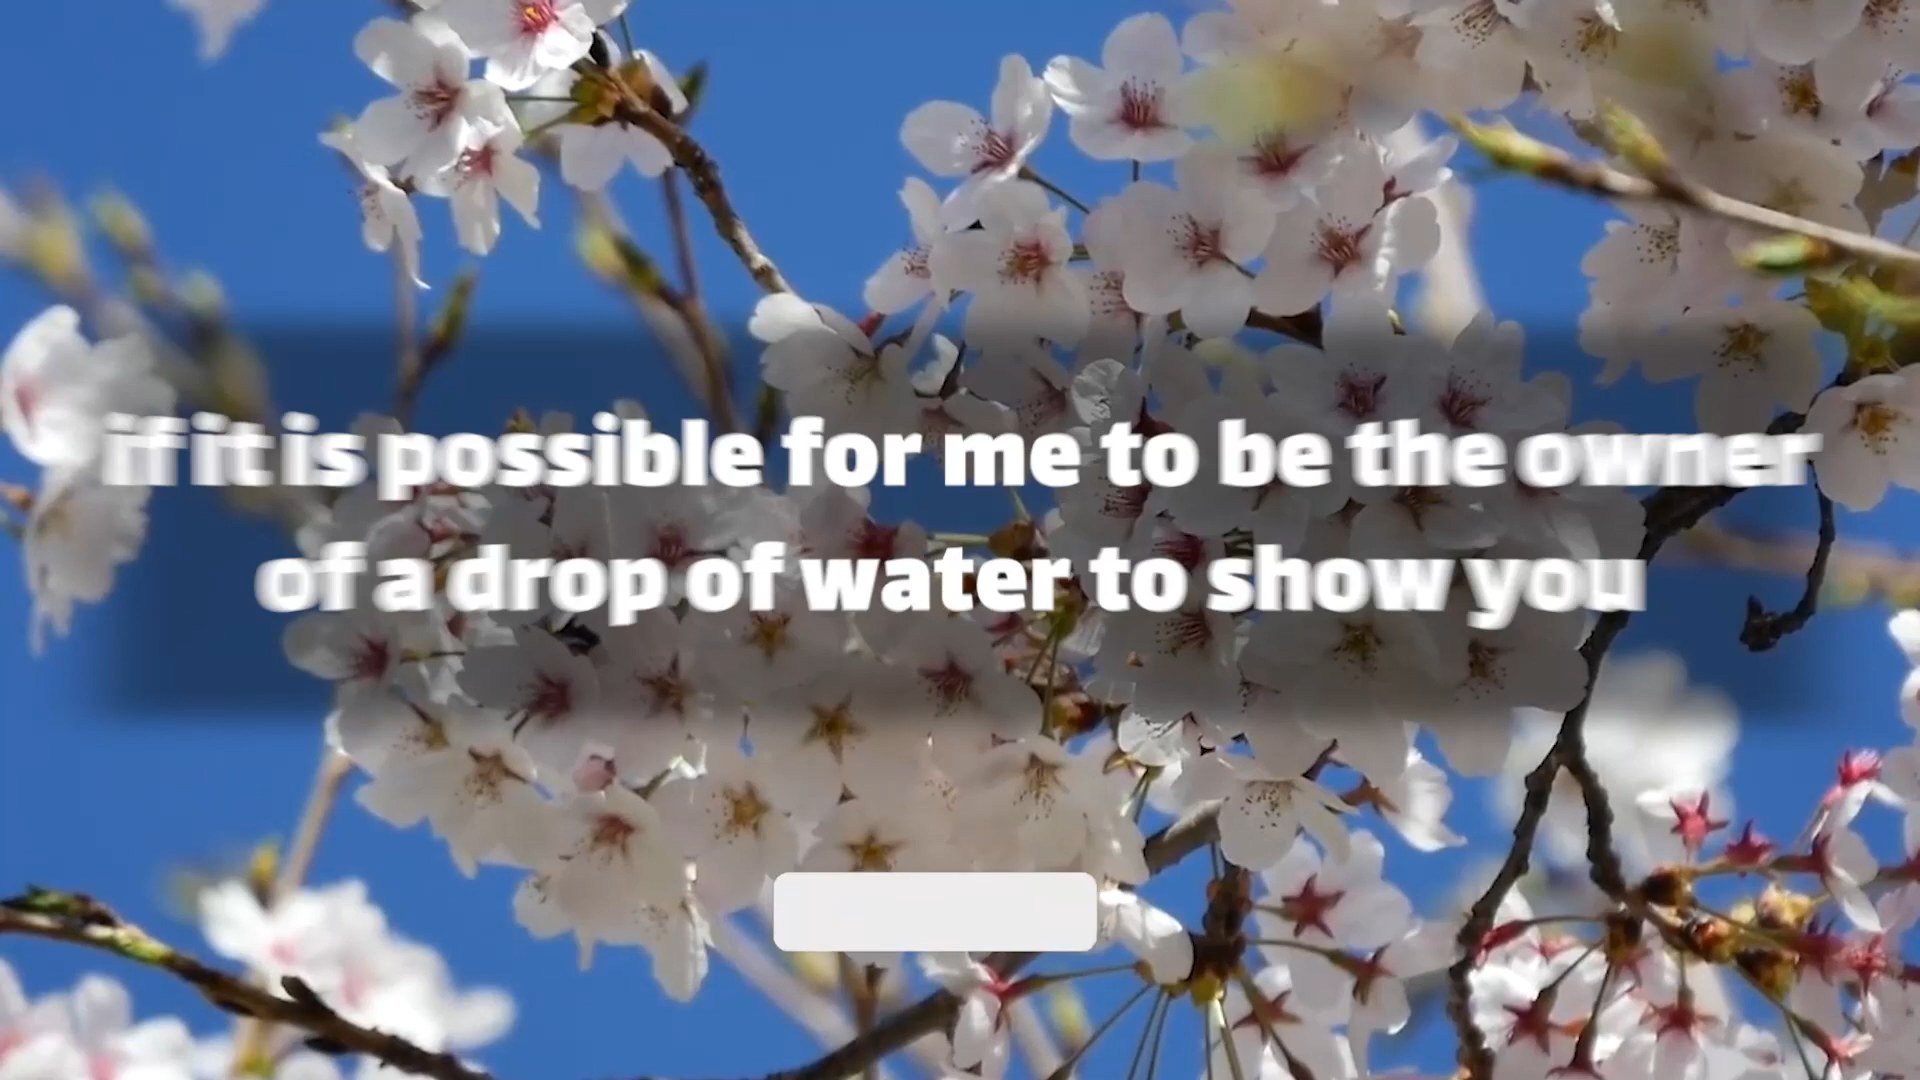 if it is possible for me to be the owner
of a drop of water to show you